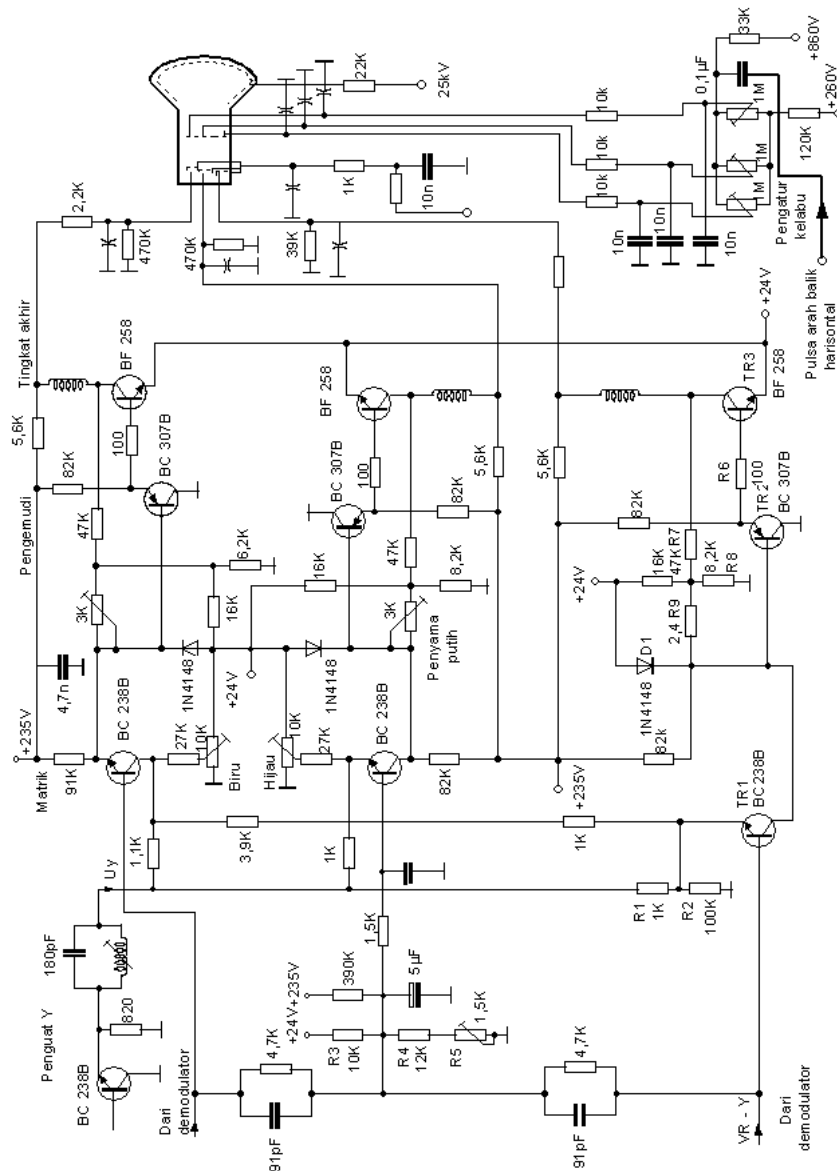 Penguat Y
BC 238B
820
180pF
Uy
Dari
demodulator
91pF
4,7K
+24V
+235V
R3
10K
390K
R4
12K
5 µF
R5
1,5K
1,5K
91pF
4,7K
VR - Y
Dari
demodulator
+235V
Matrik
91K
4,7n
BC 238B
1,1K
3,9K
1K
1K
R1
1K
R2
100K
27K
10K
Biru
Hijau
10K
27K
BC 238B
82K
+235V
TR1
BC238B
Pengemudi
3K
47K
82K
5,6K
100
BC 307B
6,2K
16K
1N4148
+24V
1N4148
16K
3K
8,2K
47K
Penyama
putih
BC 307B
100
82K
5,6K
5,6K
82K
+24V
16K
47K R7
8,2K
R8
2,4 R9
D1
1N4148
82k
R6
100
TR2
BC 307B
Tingkat akhir
BF 258
BF 258
TR3
BF 258
+24V
2,2K
470K
470K
39K
1K
10n
22K
25kV
10k
10k
10k
10n
10n
10n
0,1µF
33K
+860V
1M
1M
1M
120K
+260V
Pengatur
kelabu
Pulsa arah balik
harisontal